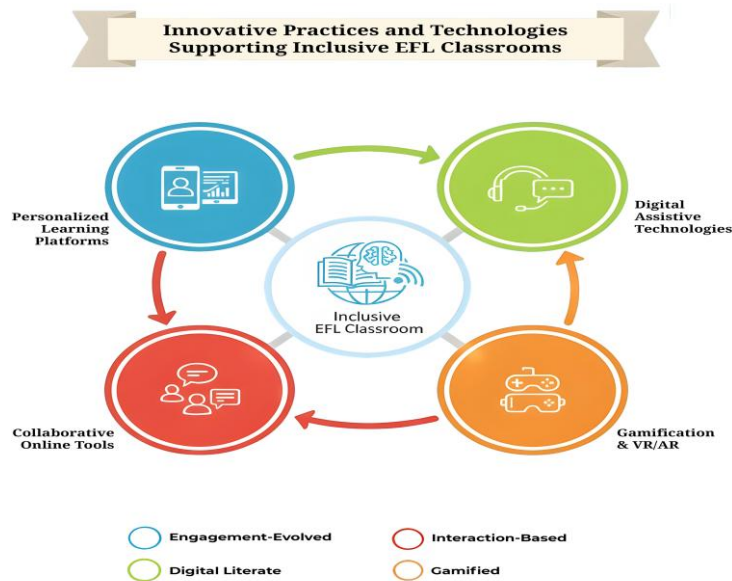 Innovative Practices and Technologies
Supporting Inclusive EFL Classrooms
Personalized
Learning
Platforms
Digital
Assistive
Technologies
Inclusive
EFL Classroom
Collaborative
Online Tools
Gamification
& VR/AR
Engagement-Evolved
Interaction-Based
Digital Literate
Gamified